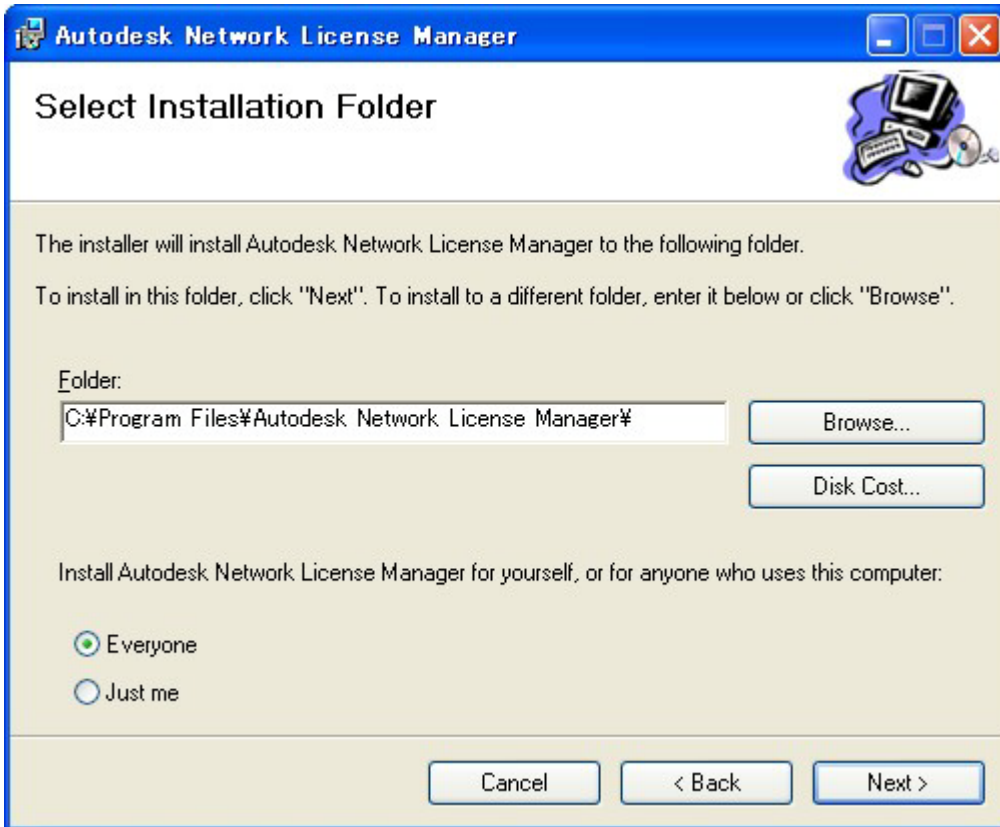 Autodesk Network License Manager
Select Installation Folder
The installer will install Autodesk Network License Manager to the following folder.
To install in this folder, click "Next". To install to a different folder, enter it below or click "Browse".
Folder:
C:¥Program Files¥Autodesk Network License Manager¥
Browse...
Disk Cost...
Install Autodesk Network License Manager for yourself, or for anyone who uses this computer:
Everyone
Just me
Cancel
< Back
Next >